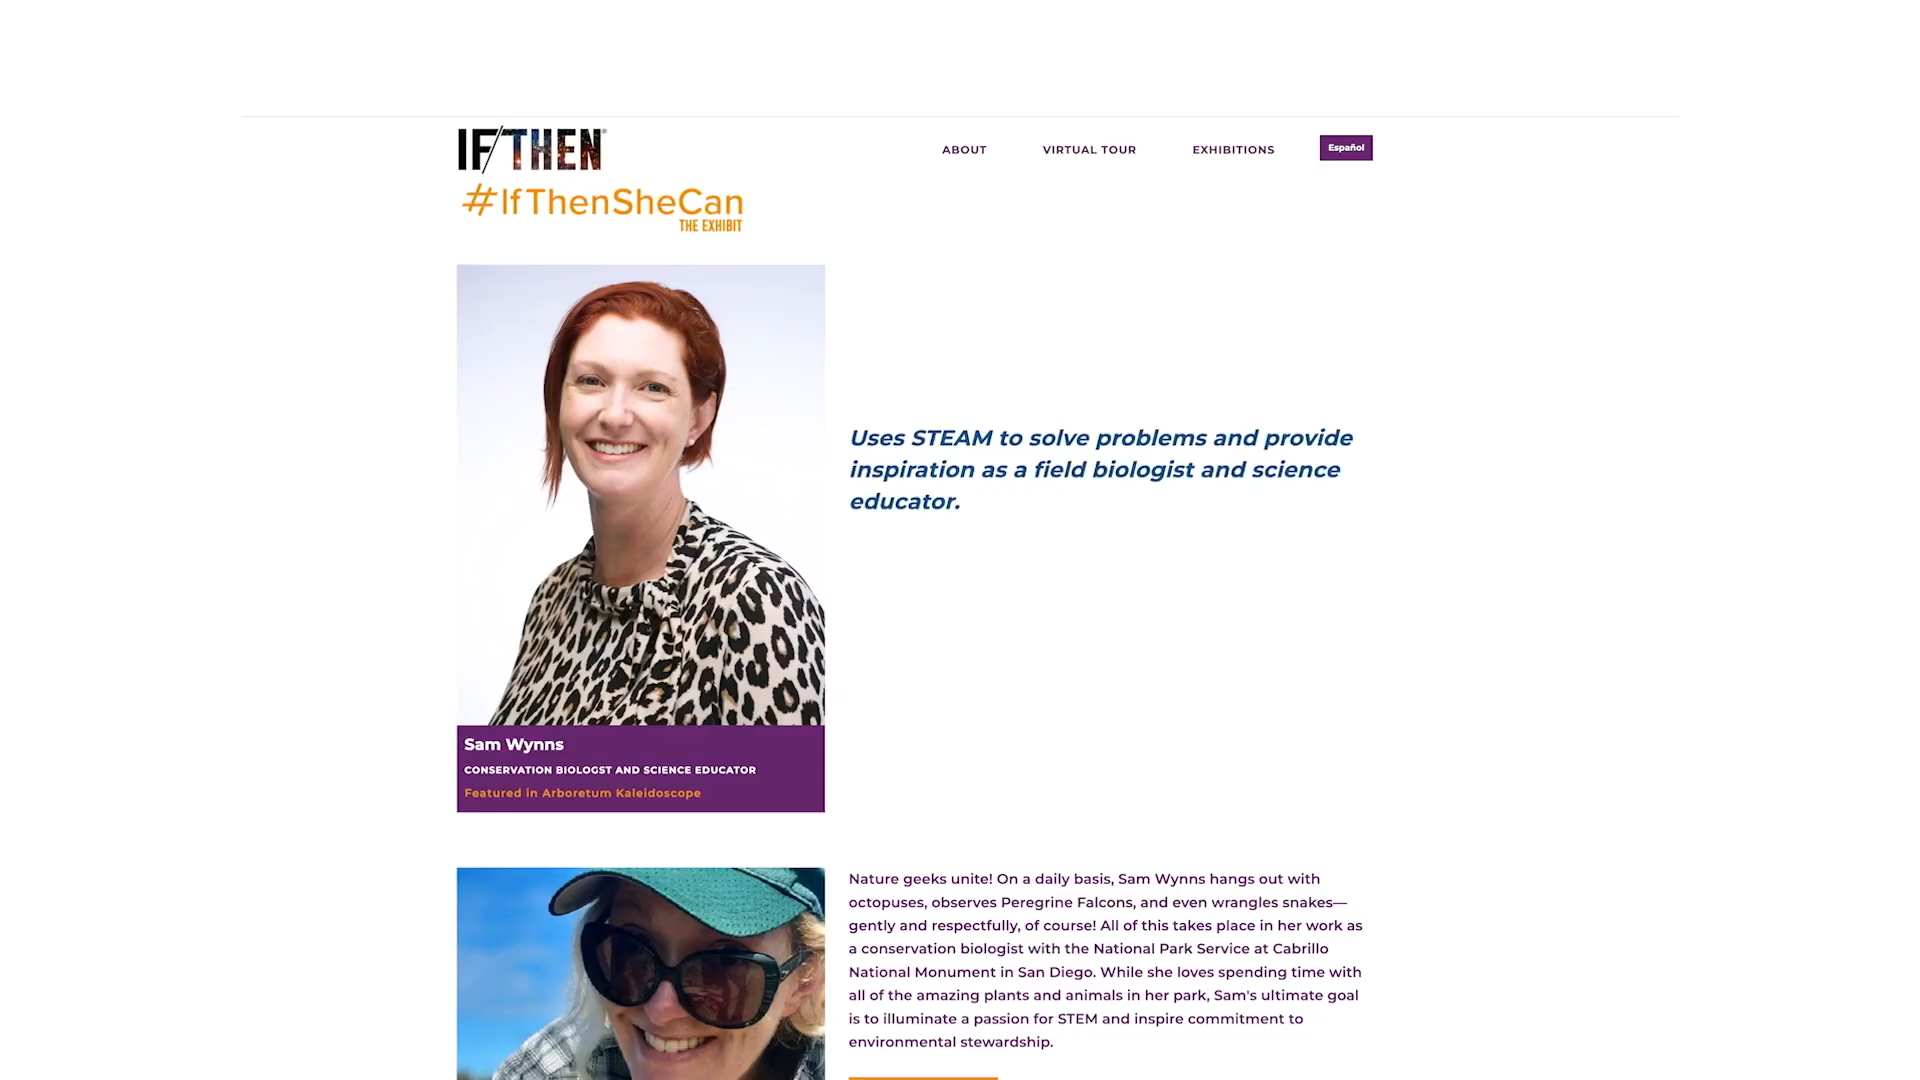 IF/THEN®
#IfThenSheCan
THE EXHIBIT
ABOUT
VIRTUAL TOUR
EXHIBITIONS
Español
Uses STEAM to solve problems and provide
inspiration as a field biologist and science
educator.
Sam Wynns
CONSERVATION BIOLOGST AND SCIENCE EDUCATOR
Featured in Arboretum Kaleidoscope
Nature geeks unite! On a daily basis, Sam Wynns hangs out with
octopuses, observes Peregrine Falcons, and even wrangles snakes—
gently and respectfully, of course! All of this takes place in her work as
a conservation biologist with the National Park Service at Cabrillo
National Monument in San Diego. While she loves spending time with
all of the amazing plants and animals in her park, Sam's ultimate goal
is to illuminate a passion for STEM and inspire commitment to
environmental stewardship.